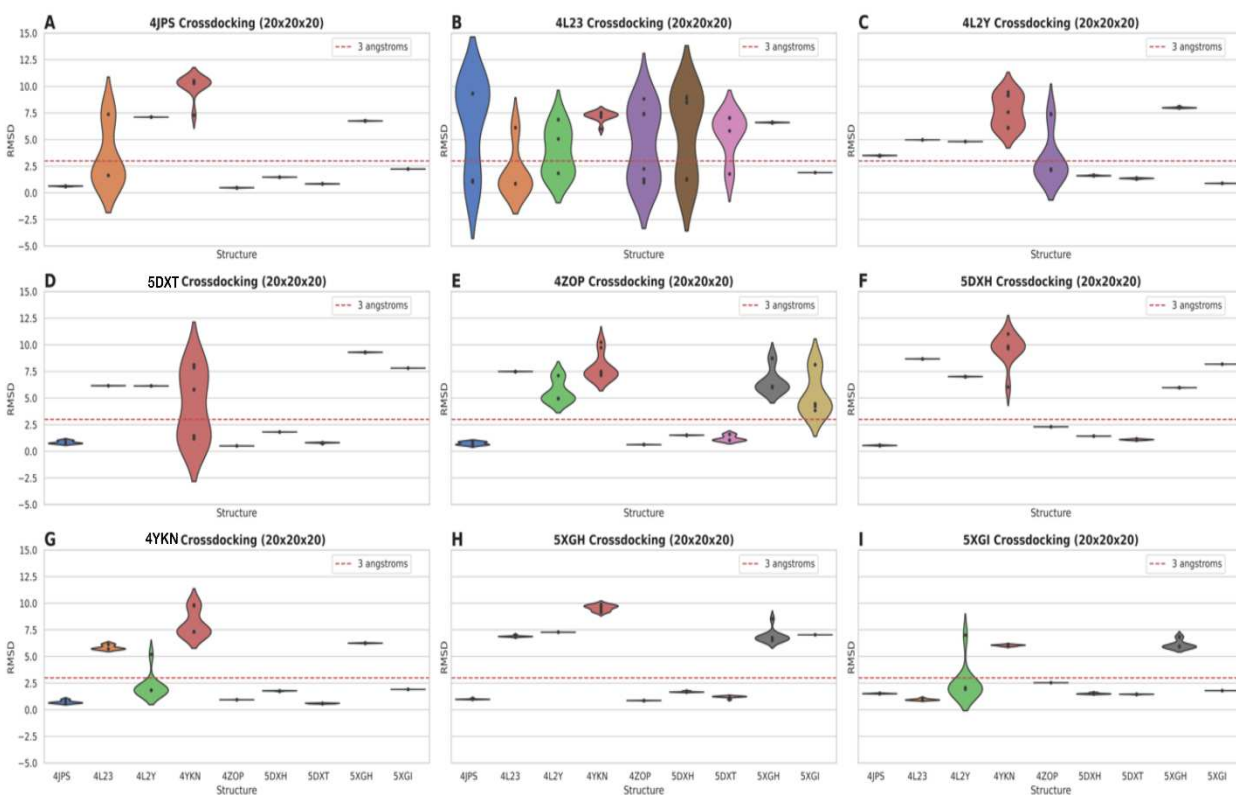 A 4JPS Crossdocking (20x20x20)
B 4L23 Crossdocking (20x20x20)
C 4L2Y Crossdocking (20x20x20)
15.0
12.5
10.0
7.5
5.0
2.5
0.0
−2.5
−5.0
RMSD
RMSD
RMSD
3 angstroms
3 angstroms
3 angstroms
Structure
Structure
Structure
D 5DXT Crossdocking (20x20x20)
E 4ZOP Crossdocking (20x20x20)
F 5DXH Crossdocking (20x20x20)
15.0
12.5
10.0
7.5
5.0
2.5
0.0
−2.5
−5.0
RMSD
RMSD
RMSD
3 angstroms
3 angstroms
3 angstroms
Structure
Structure
Structure
G 4YKN Crossdocking (20x20x20)
H 5XGH Crossdocking (20x20x20)
I 5XGI Crossdocking (20x20x20)
15.0
12.5
10.0
7.5
5.0
2.5
0.0
−2.5
−5.0
RMSD
RMSD
RMSD
3 angstroms
3 angstroms
3 angstroms
4JPS 4L23 4L2Y 4YKN 4ZOP 5DXH 5DXT 5XGH 5XGI
4JPS 4L23 4L2Y 4YKN 4ZOP 5DXH 5DXT 5XGH 5XGI
4JPS 4L23 4L2Y 4YKN 4ZOP 5DXH 5DXT 5XGH 5XGI
Structure
Structure
Structure